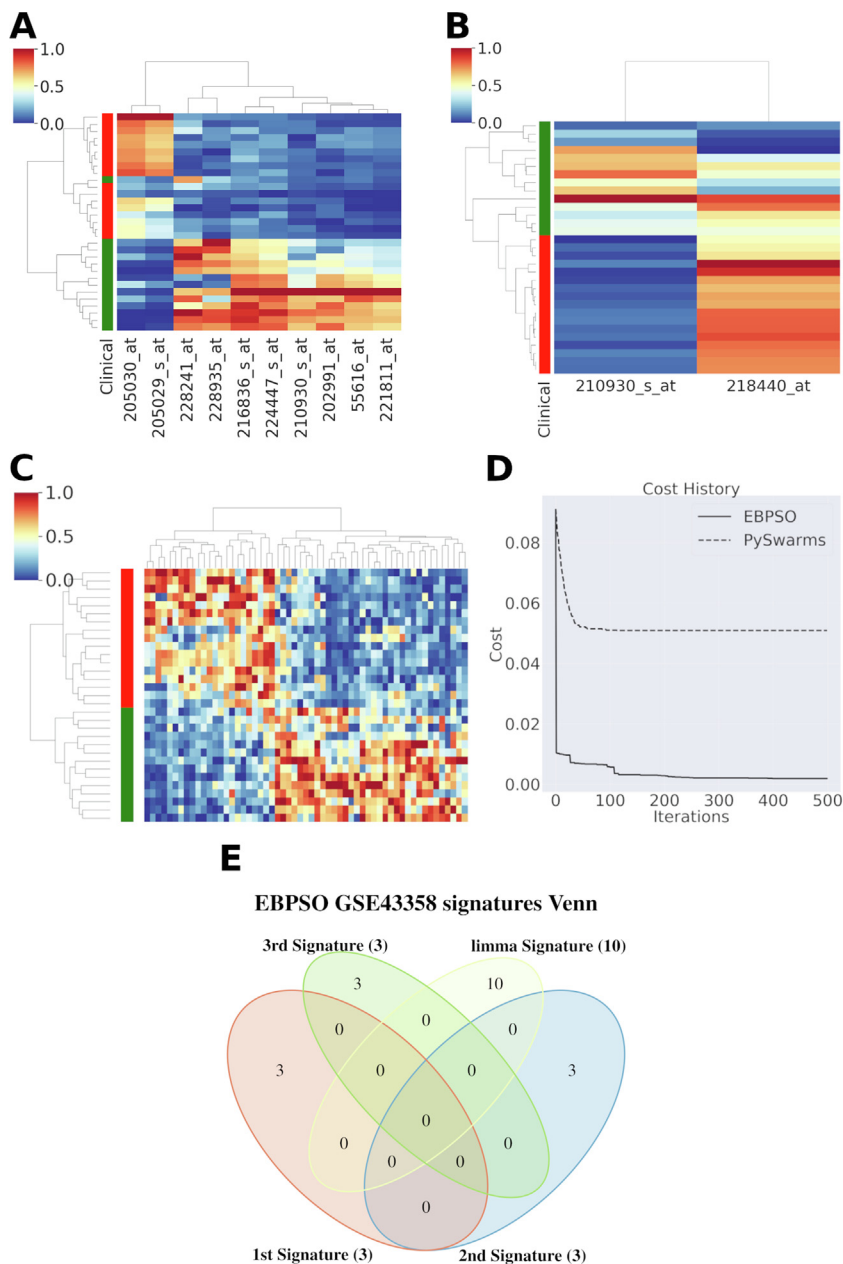 A
1.0
0.5
0.0
Clinical
205030_at
205029_s_at
228241_at
228935_at
216836_s_at
224447_s_at
210930_s_at
202991_at
55616_at
221811_at
B
1.0
0.5
0.0
Clinical
210930_s_at
218440_at
C
1.0
0.5
0.0
D
Cost History
EBPSO
PySwarms
Cost
0.08
0.06
0.04
0.02
0.00
0 100 200 300 400 500
Iterations
E
EBPSO GSE43358 signatures Venn
3rd Signature (3)
limma Signature (10)
3
10
0
0
0
3
0
0
3
0
0
0
0
0
0
1st Signature (3)
2nd Signature (3)